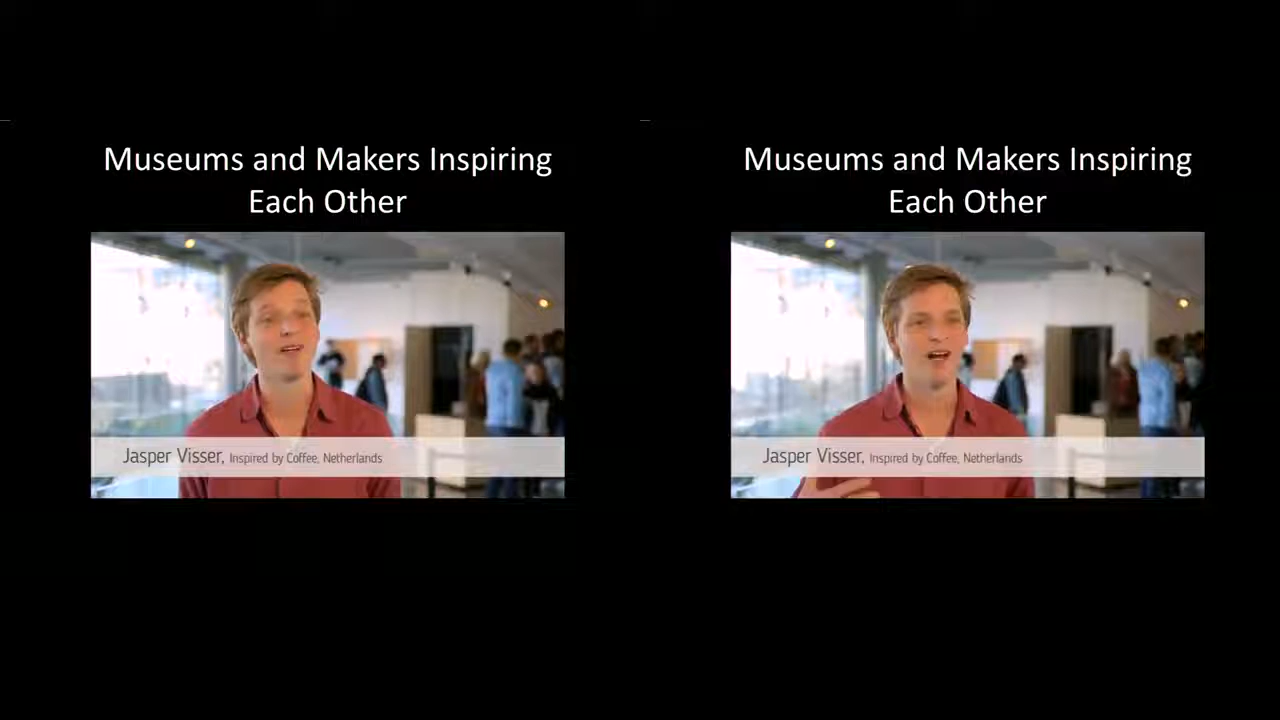 Museums and Makers Inspiring
Each Other
Jasper Visser, Inspired by Coffee, Netherlands
Museums and Makers Inspiring
Each Other
Jasper Visser, Inspired by Coffee, Netherlands